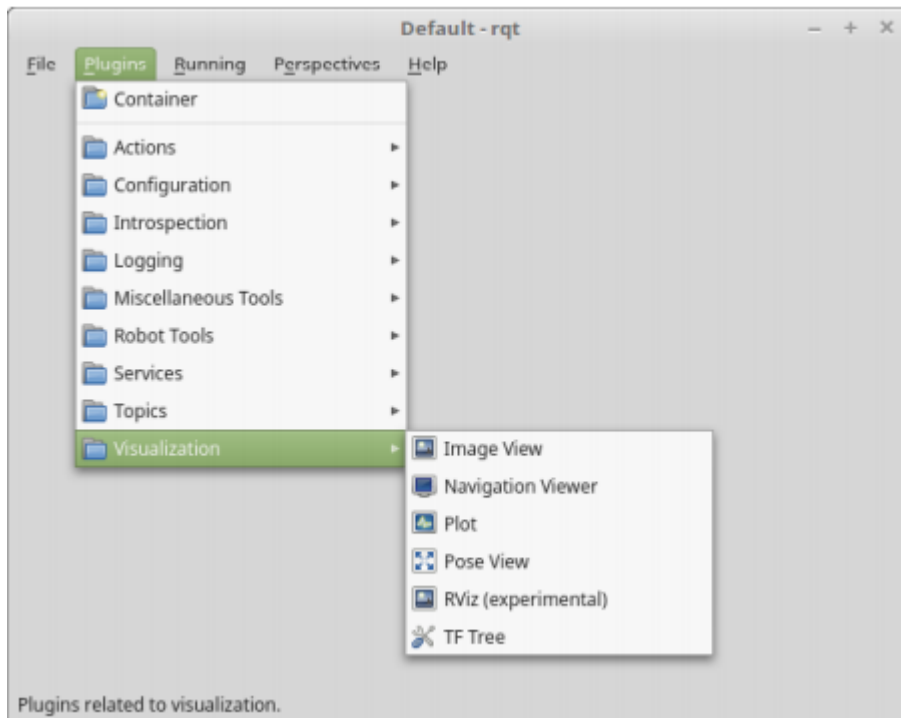 Default - rqt
File Plugins Running Perspectives Help
Container
Actions
Configuration
Introspection
Logging
Miscellaneous Tools
Robot Tools
Services
Topics
Visualization
Image View
Navigation Viewer
Plot
Pose View
RViz (experimental)
TF Tree
Plugins related to visualization.